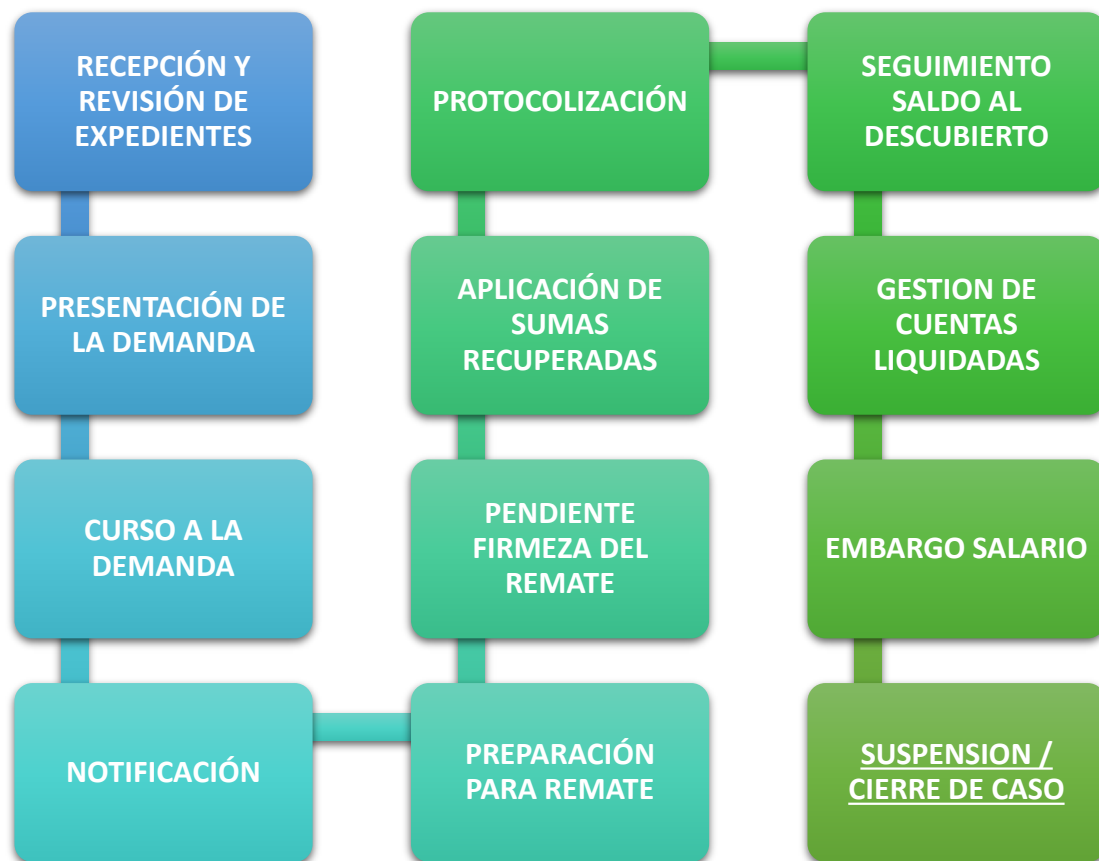 RECEPCIÓN Y
REVISIÓN DE
EXPEDIENTES
PRESENTACIÓN DE
LA DEMANDA
CURSO A LA
DEMANDA
NOTIFICACIÓN
PREPARACIÓN
PARA REMATE
PENDIENTE
FIRMEZA DEL
REMATE
APLICACIÓN DE
SUMAS
RECUPERADAS
PROTOCOLIZACIÓN
SEGUIMIENTO
SALDO AL
DESCUBIERTO
GESTION DE
CUENTAS
LIQUIDADAS
EMBARGO SALARIO
SUSPENSION /
CIERRE DE CASO